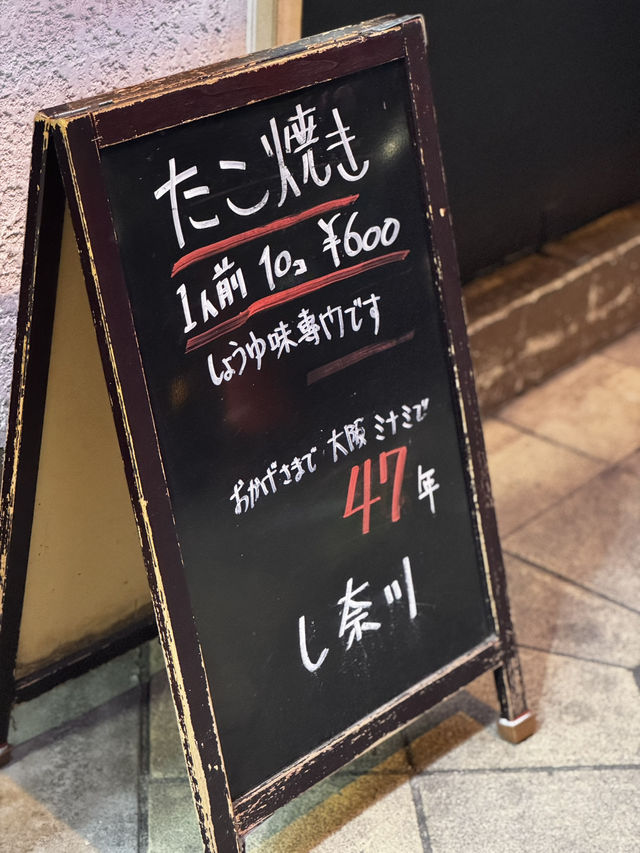 たこ焼き
1人前 10コ ¥600
しょうゆ味専門です
おかげさまで 大阪 ミナミで
47年
し奈川